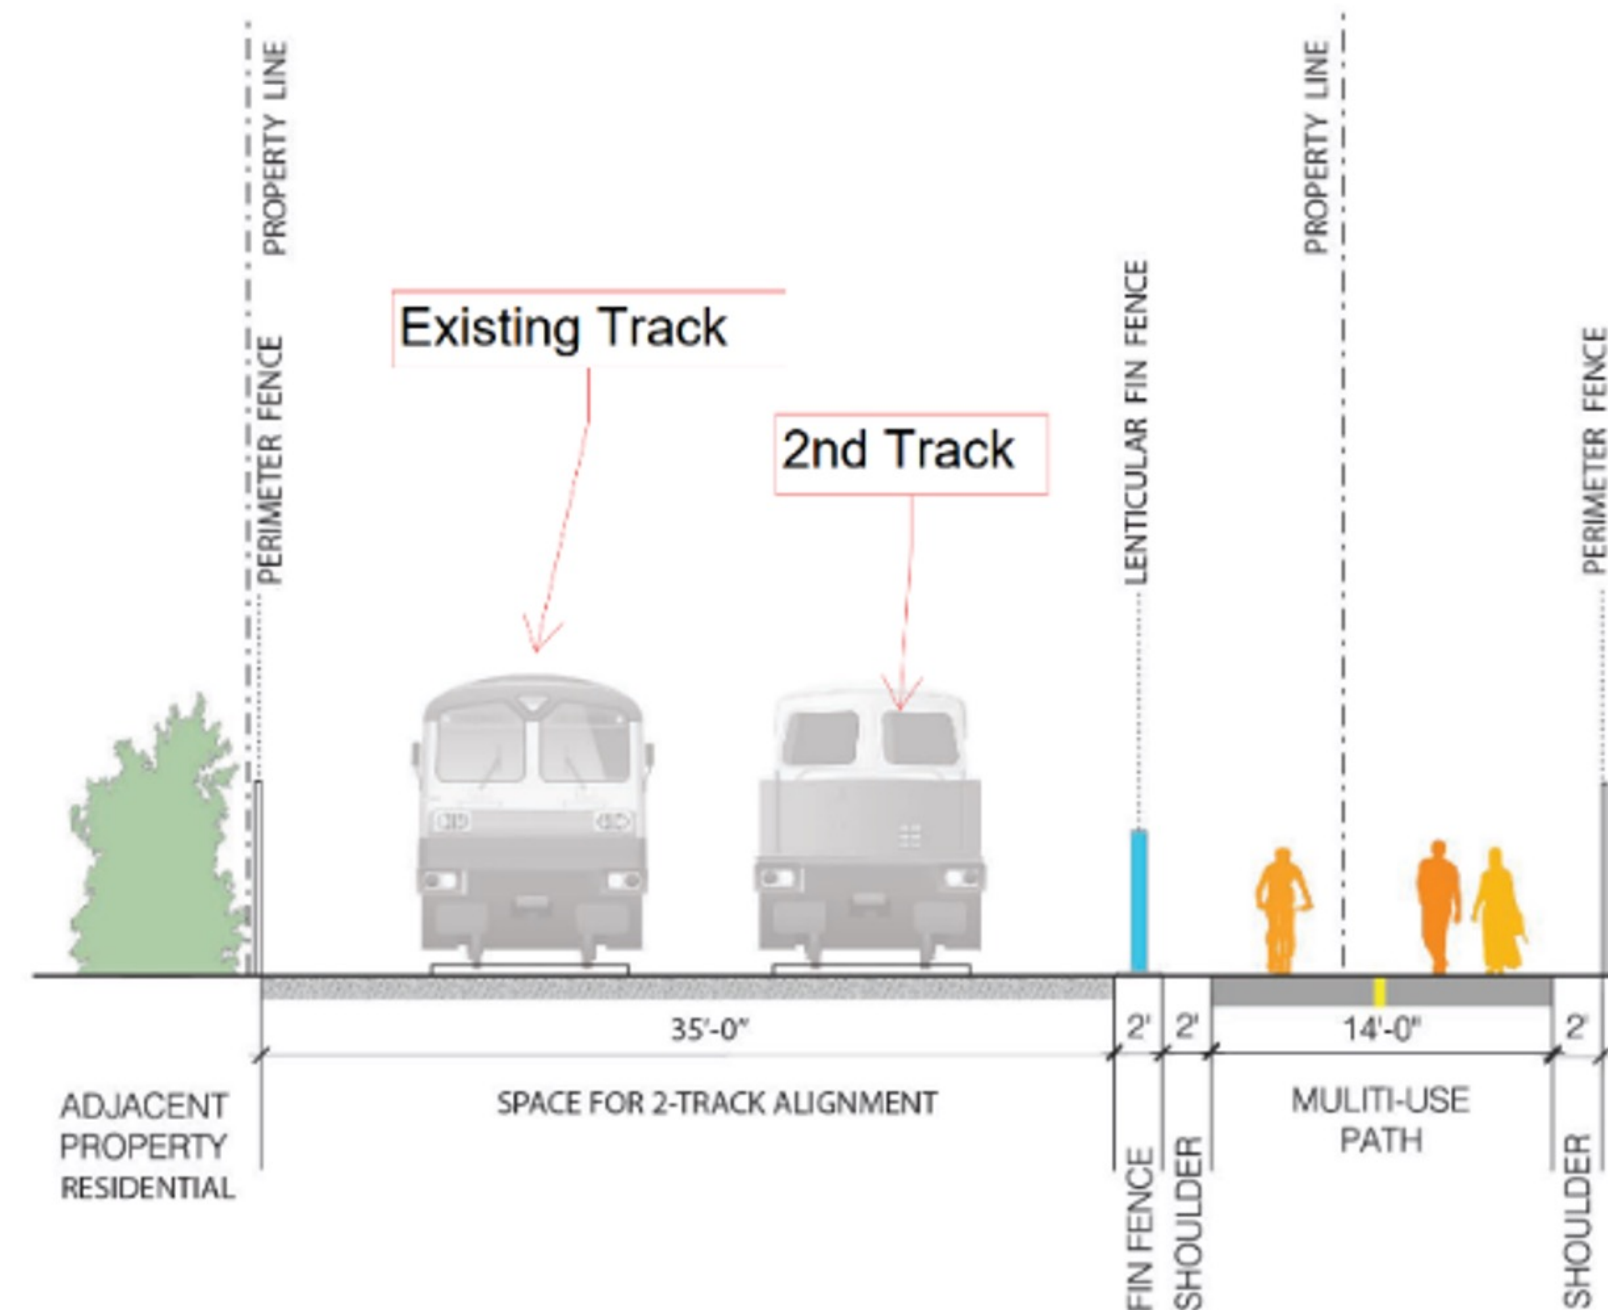 PROPERTY LINE
PROPERTY LINE
PERIMETER FENCE
Existing Track
2nd Track
LENTICULAR FIN FENCE
PERIMETER FENCE
35'-0"
2'
2'
14'-0"
2'
ADJACENT
PROPERTY
RESIDENTIAL
SPACE FOR 2-TRACK ALIGNMENT
FIN FENCE
SHOULDER
MULITI-USE
PATH
SHOULDER